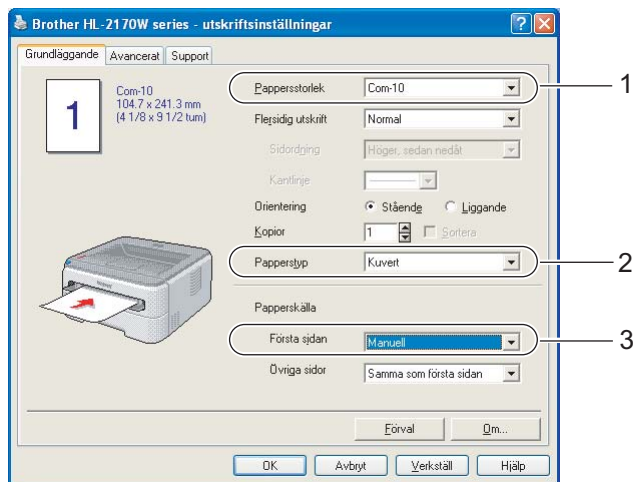 Brother HL-2170W series - utskriftsinställningar
Grundläggande Avancerat Support
1
Com-10
104.7 x 241.3 mm
(4 1/8 x 9 1/2 tum)
Pappersstorlek Com-10 1
Flersidig utskrift Normal
Sidordning Höger, sedan nedåt
Kantlinje
Orientering Stående Liggande
Kopior 1 Sortera
Papperstyp Kuvert 2
Papperskälla
Första sidan Manuell 3
Övriga sidor Samma som första sidan
Förval Om...
OK Avbryt Verkställ Hjälp